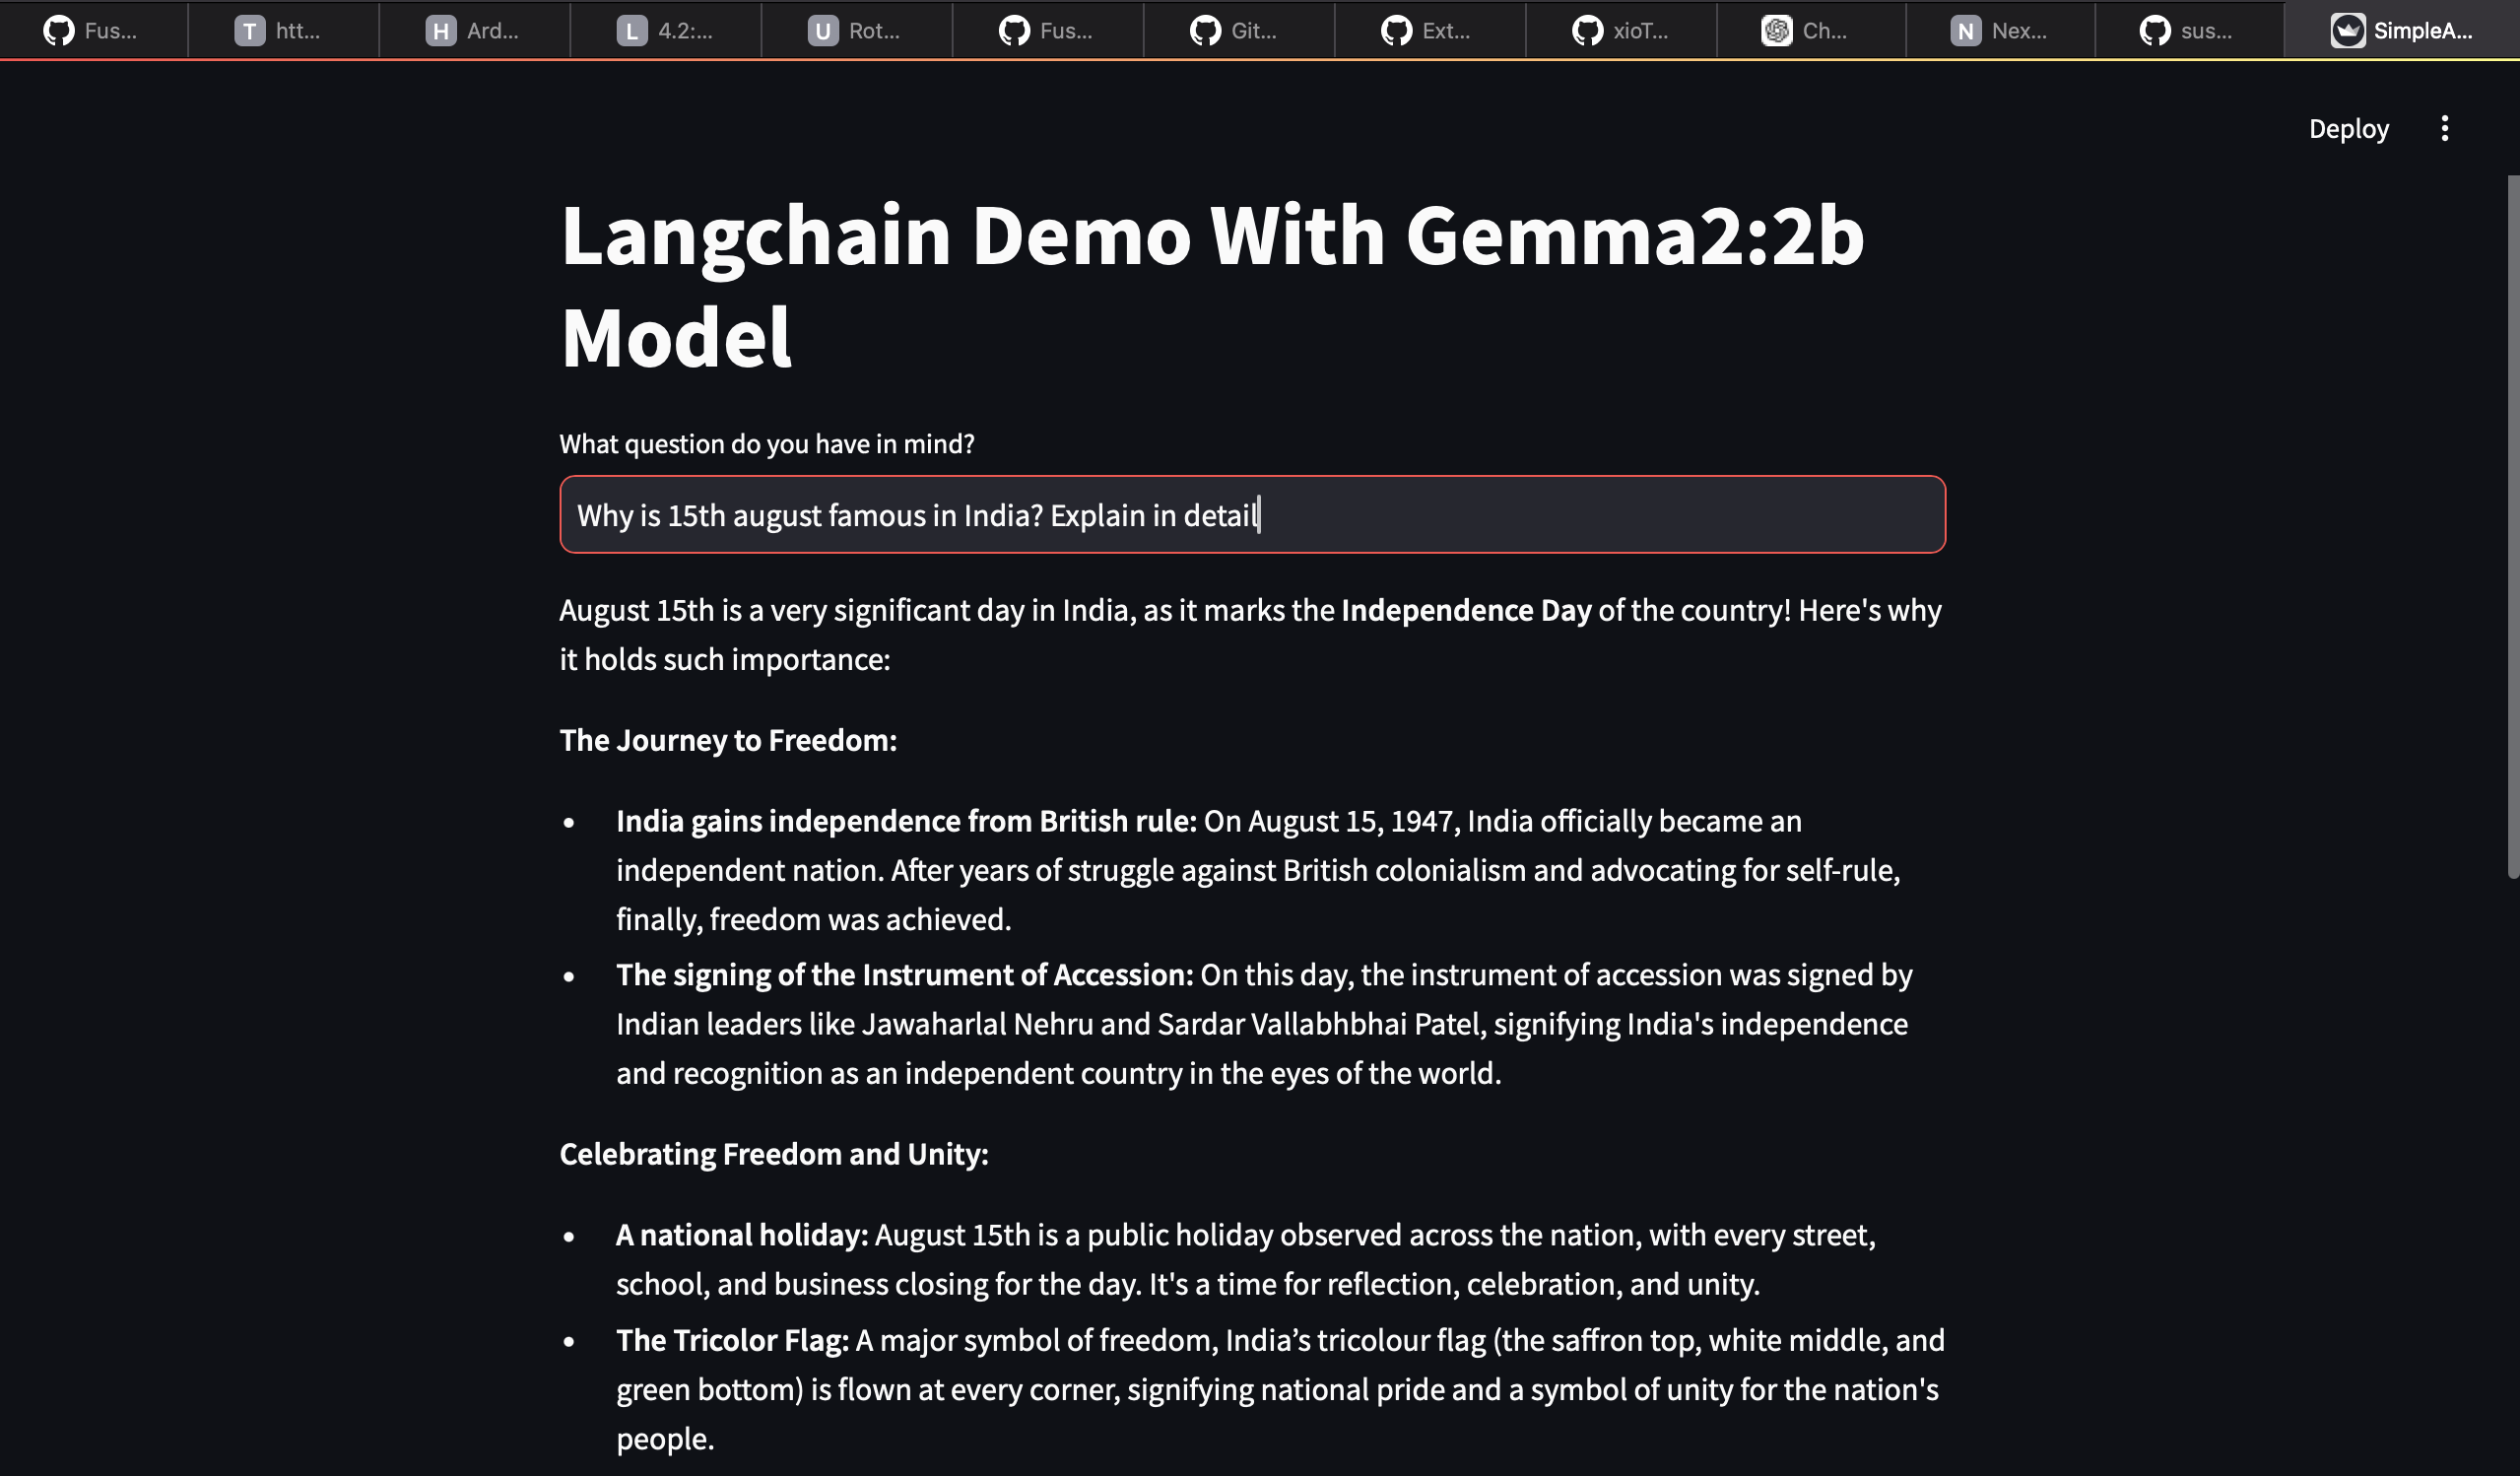 Fus... T htt... H Ard... L 4.2:... U Rot... Fus... Git... Ext... xioT... Ch... N Nex... sus... SimpleA...
Deploy
Langchain Demo With Gemma2:2b
Model
What question do you have in mind?
Why is 15th august famous in India? Explain in detail
August 15th is a very significant day in India, as it marks the Independence Day of the country! Here's why
it holds such importance:
The Journey to Freedom:
• India gains independence from British rule: On August 15, 1947, India officially became an
independent nation. After years of struggle against British colonialism and advocating for self-rule,
finally, freedom was achieved.
• The signing of the Instrument of Accession: On this day, the instrument of accession was signed by
Indian leaders like Jawaharlal Nehru and Sardar Vallabhbhai Patel, signifying India's independence
and recognition as an independent country in the eyes of the world.
Celebrating Freedom and Unity:
• A national holiday: August 15th is a public holiday observed across the nation, with every street,
school, and business closing for the day. It's a time for reflection, celebration, and unity.
• The Tricolor Flag: A major symbol of freedom, India’s tricolour flag (the saffron top, white middle, and
green bottom) is flown at every corner, signifying national pride and a symbol of unity for the nation's
people.